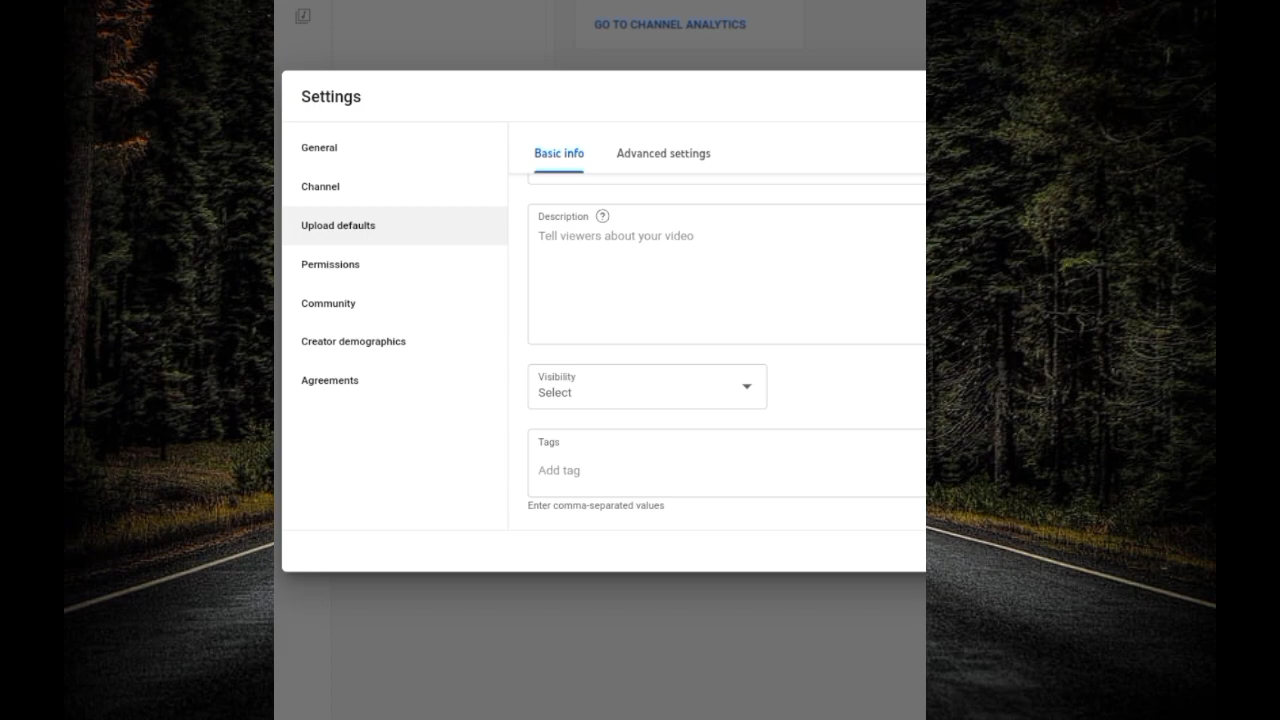 GO TO CHANNEL ANALYTICS
Settings
General
Channel
Upload defaults
Permissions
Community
Creator demographics
Agreements
Basic info
Advanced settings
Description ?
Tell viewers about your video
Visibility
Select
Tags
Add tag
Enter comma-separated values